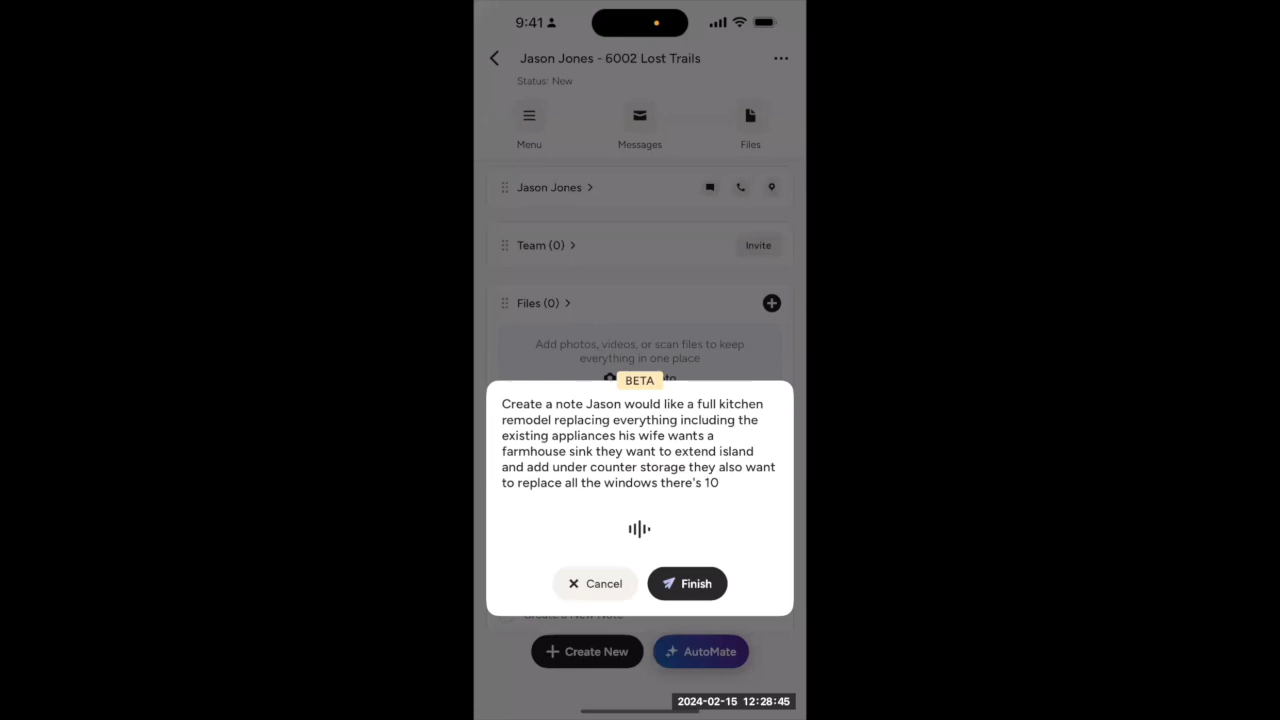 9:41
Jason Jones - 6002 Lost Trails
Status: New
Menu
Messages
Files
Jason Jones >
Team (0) >
Invite
Files (0) >
Add photos, videos, or scan files to keep
everything in one place
BETA
Create a note Jason would like a full kitchen
remodel replacing everything including the
existing appliances his wife wants a
farmhouse sink they want to extend island
and add under counter storage they also want
to replace all the windows there's 10
Cancel
Finish
Create a New Note
Create New
AutoMate
2024-02-15 12:28:45